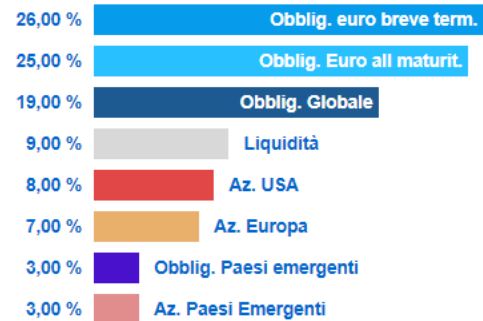 26,00 % Obblig. euro breve term.
25,00 % Obblig. Euro all maturit.
19,00 % Obblig. Globale
9,00 % Liquidità
8,00 % Az. USA
7,00 % Az. Europa
3,00 % Obblig. Paesi emergenti
3,00 % Az. Paesi Emergenti